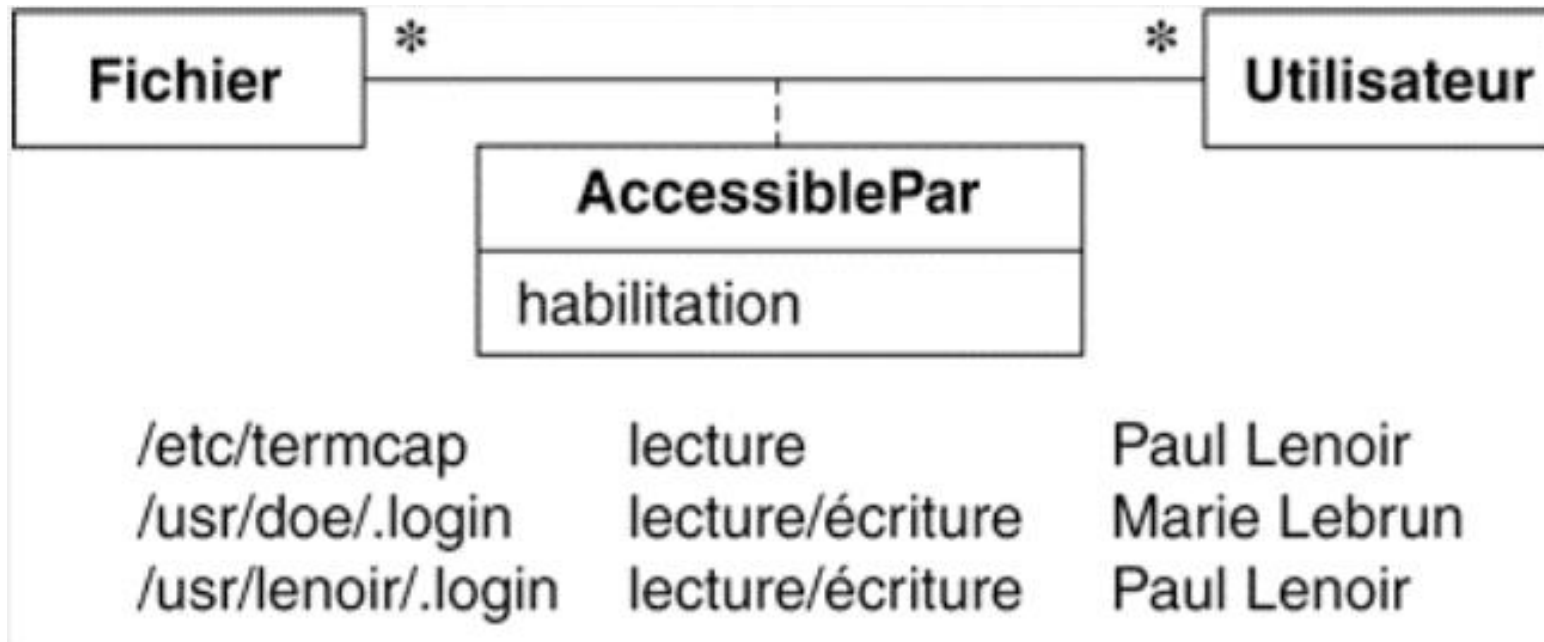 Fichier * * Utilisateur
AccessiblePar
habilitation
/etc/termcap lecture Paul Lenoir
/usr/doe/.login lecture/écriture Marie Lebrun
/usr/lenoir/.login lecture/écriture Paul Lenoir